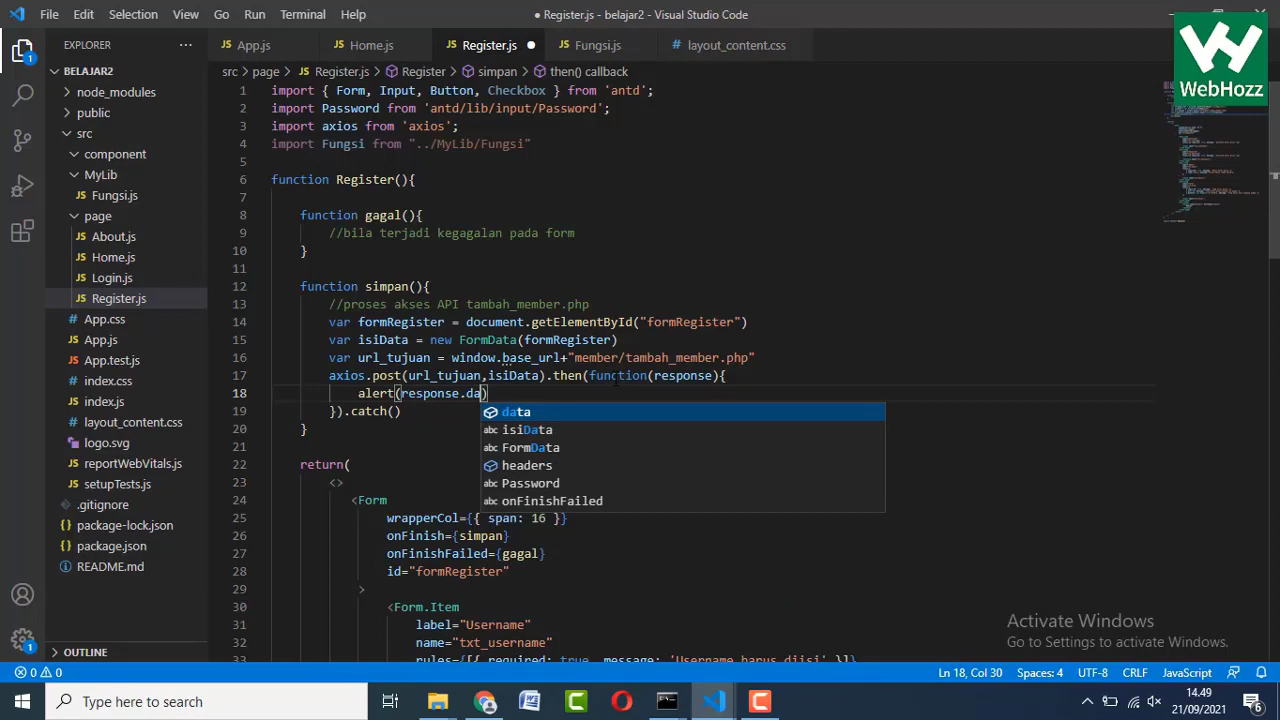 File Edit Selection View Go Run Terminal Help
● Register.js - belajar2 - Visual Studio Code
WebHozz
EXPLORER
BELAJAR2
node_modules
public
src
component
MyLib
Fungsi.js
page
About.js
Home.js
Login.js
Register.js
App.css
App.js
App.test.js
index.css
index.js
layout_content.css
logo.svg
reportWebVitals.js
setupTests.js
.gitignore
package-lock.json
package.json
README.md
OUTLINE
App.js Home.js Register.js ● Fungsi.js layout_content.css
src > page > Register.js > Register > simpan > then() callback
1 import { Form, Input, Button, Checkbox } from 'antd';
2 import Password from 'antd/lib/input/Password';
3 import axios from 'axios';
4 import Fungsi from "../MyLib/Fungsi"
5
6 function Register(){
7
8 function gagal(){
9 //bila terjadi kegagalan pada form
10 }
11
12 function simpan(){
13 //proses akses API tambah_member.php
14 var formRegister = document.getElementById("formRegister")
15 var isiData = new FormData(formRegister)
16 var url_tujuan = window.base_url+"member/tambah_member.php"
17 axios.post(url_tujuan,isiData).then(function(response){
18 alert(response.da)
19 }).catch()
20 }
21
22 return(
23 <>
24 <Form
25 wrapperCol={{ span: 16 }}
26 onFinish={simpan}
27 onFinishFailed={gagal}
28 id="formRegister"
29 >
30 <Form.Item
31 label="Username"
32 name="txt_username"
33 rules={[{ required: true, message: 'Username harus diisi' }]}
data
isiData
FormData
headers
Password
onFinishFailed
Activate Windows
Go to Settings to activate Windows.
0 0 Ln 18, Col 30 Spaces: 4 UTF-8 CRLF JavaScript
Type here to search
14.49
21/09/2021
6